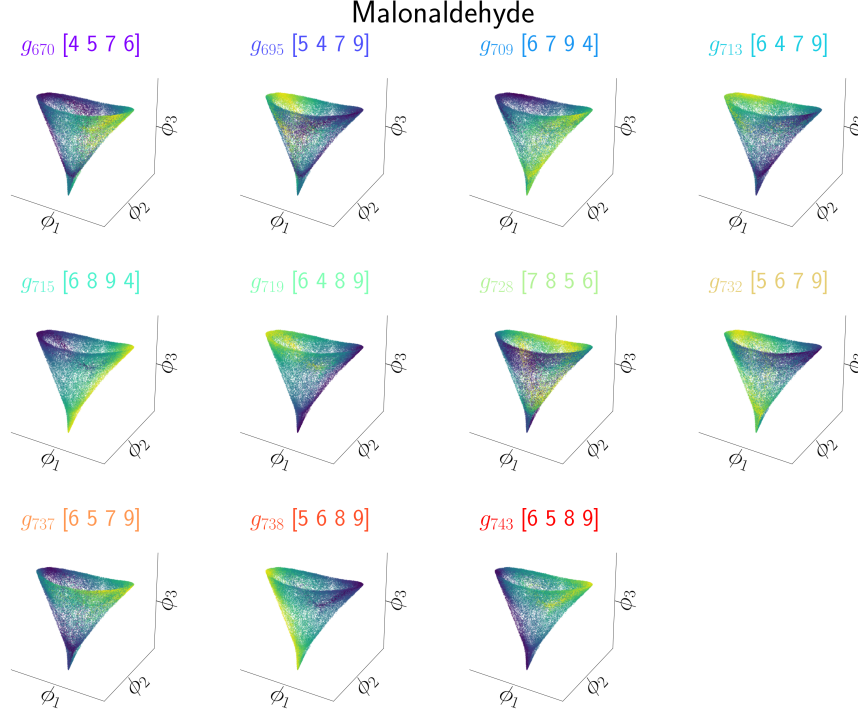 Malonaldehyde
g670 [4 5 7 6] g695 [5 4 7 9] g709 [6 7 9 4] g713 [6 4 7 9]
ϕ3 ϕ3 ϕ3 ϕ3
ϕ1 ϕ2 ϕ1 ϕ2 ϕ1 ϕ2 ϕ1 ϕ2
g715 [6 8 9 4] g719 [6 4 8 9] g728 [7 8 5 6] g732 [5 6 7 9]
ϕ3 ϕ3 ϕ3 ϕ3
ϕ1 ϕ2 ϕ1 ϕ2 ϕ1 ϕ2 ϕ1 ϕ2
g737 [6 5 7 9] g738 [5 6 8 9] g743 [6 5 8 9]
ϕ3 ϕ3 ϕ3
ϕ1 ϕ2 ϕ1 ϕ2 ϕ1 ϕ2